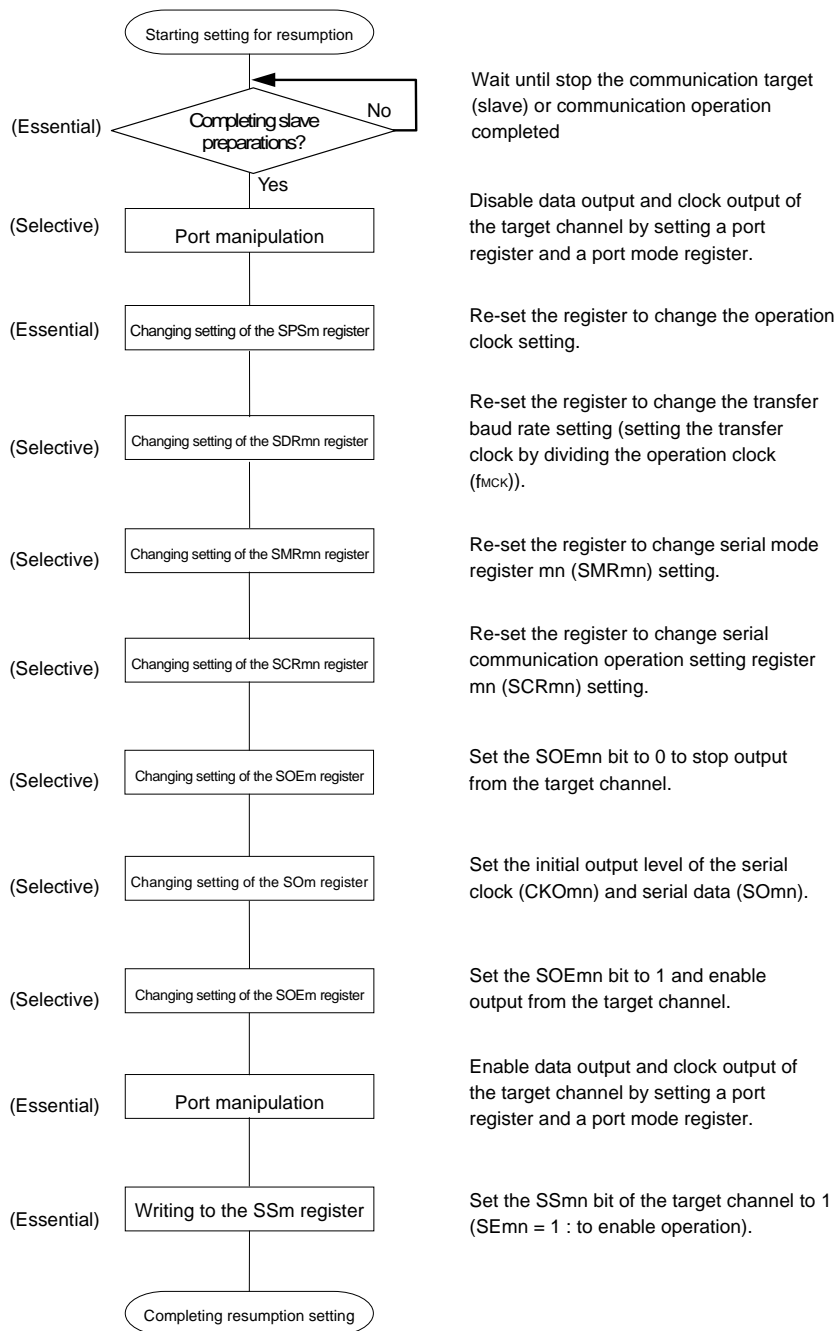 Starting setting for resumption
(Essential)
Completing slave
preparations?
No
Yes
Wait until stop the communication target
(slave) or communication operation
completed
(Selective)
Port manipulation
Disable data output and clock output of
the target channel by setting a port
register and a port mode register.
(Essential)
Changing setting of the SPSm register
Re-set the register to change the operation
clock setting.
(Selective)
Changing setting of the SDRmn register
Re-set the register to change the transfer
baud rate setting (setting the transfer
clock by dividing the operation clock
(fMCK)).
(Selective)
Changing setting of the SMRmn register
Re-set the register to change serial mode
register mn (SMRmn) setting.
(Selective)
Changing setting of the SCRmn register
Re-set the register to change serial
communication operation setting register
mn (SCRmn) setting.
(Selective)
Changing setting of the SOEm register
Set the SOEmn bit to 0 to stop output
from the target channel.
(Selective)
Changing setting of the SOm register
Set the initial output level of the serial
clock (CKOmn) and serial data (SOmn).
(Selective)
Changing setting of the SOEm register
Set the SOEmn bit to 1 and enable
output from the target channel.
(Essential)
Port manipulation
Enable data output and clock output of
the target channel by setting a port
register and a port mode register.
(Essential)
Writing to the SSm register
Set the SSmn bit of the target channel to 1
(SEmn = 1 : to enable operation).
Completing resumption setting